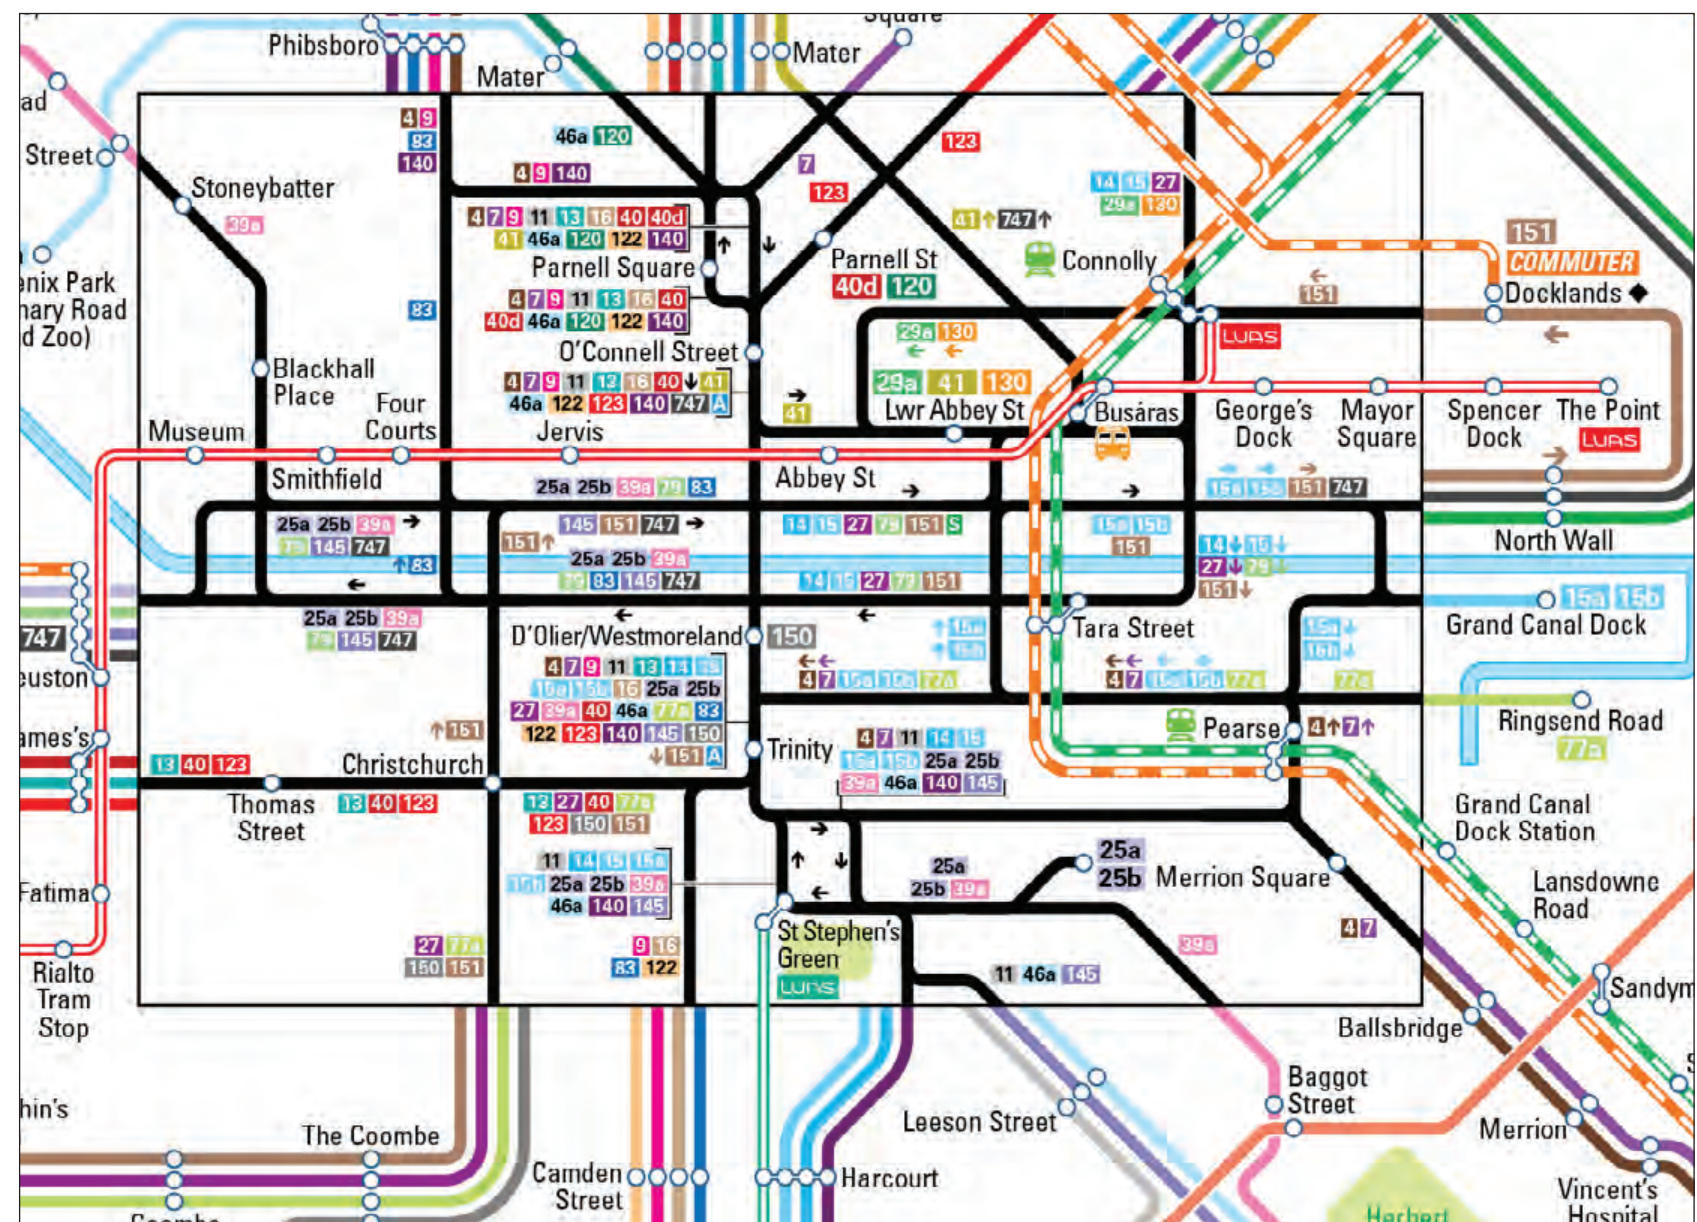 Phibsboro
Mater
Mater
Street
Stoneybatter
39a
4 9
83
140
46a 120
4 9 140
7
123
123
14 15 27
29a 130
41 747
4 7 9 11 13 16 40 40d
41 46a 120 122 140
Parnell Square
Parnell St
40d 120
Connolly
151
151
COMMUTER
Docklands
83
4 7 9 11 13 16 40
40d 46a 120 122 140
O'Connell Street
29a 130
LUAS
4 7 9 11 13 16 40 41
46a 122 123 140 747 A
41
29a 41 130
Lwr Abbey St
Busáras
George's
Dock
Mayor
Square
Spencer
Dock
The Point
LUAS
Blackhall
Place
Four
Courts
Museum
Jervis
Smithfield
Abbey St
25a 25b 39a 79 83
15a 15b 151 747
25a 25b 39a
79 145 747
83
145 151 747
14 15 27 79 151 S
15a 15b
151
North Wall
151
25a 25b 39a
79 83 145 747
14 15 27 79 151
14 15
27 79
151
15a 15b
Grand Canal Dock
25a 25b 39a
79 145 747
D'Olier/Westmoreland
150
15a
15b
Tara Street
15a
15b
747
4 7 9 11 13 14 15
15a 15b 16 25a 25b
27 39a 40 46a 77a 83
122 123 140 145 150
151 A
4 7 15a 15b 77a
4 7 15a 15b 77a
77a
Ringsend Road
77a
Pearse
4 7
151
Christchurch
13 40 123
Thomas
Street
13 40 123
Trinity
4 7 11 14 15
15a 15b 25a 25b
39a 46a 140 145
13 27 40 77a
123 150 151
Grand Canal
Dock Station
11 14 15 15a
15b 25a 25b 39a
46a 140 145
25a
25b 39a
25a
25b
Merrion Square
Lansdowne
Road
Fatima
4 7
39a
27 77a
150 151
9 16
83 122
St Stephen's
Green
LUAS
11 46a 145
Rialto
Tram
Stop
Ballsbridge
Baggot
Street
Leeson Street
Merrion
The Coombe
Camden
Street
Harcourt
Vincent's
Hospital
Herbert